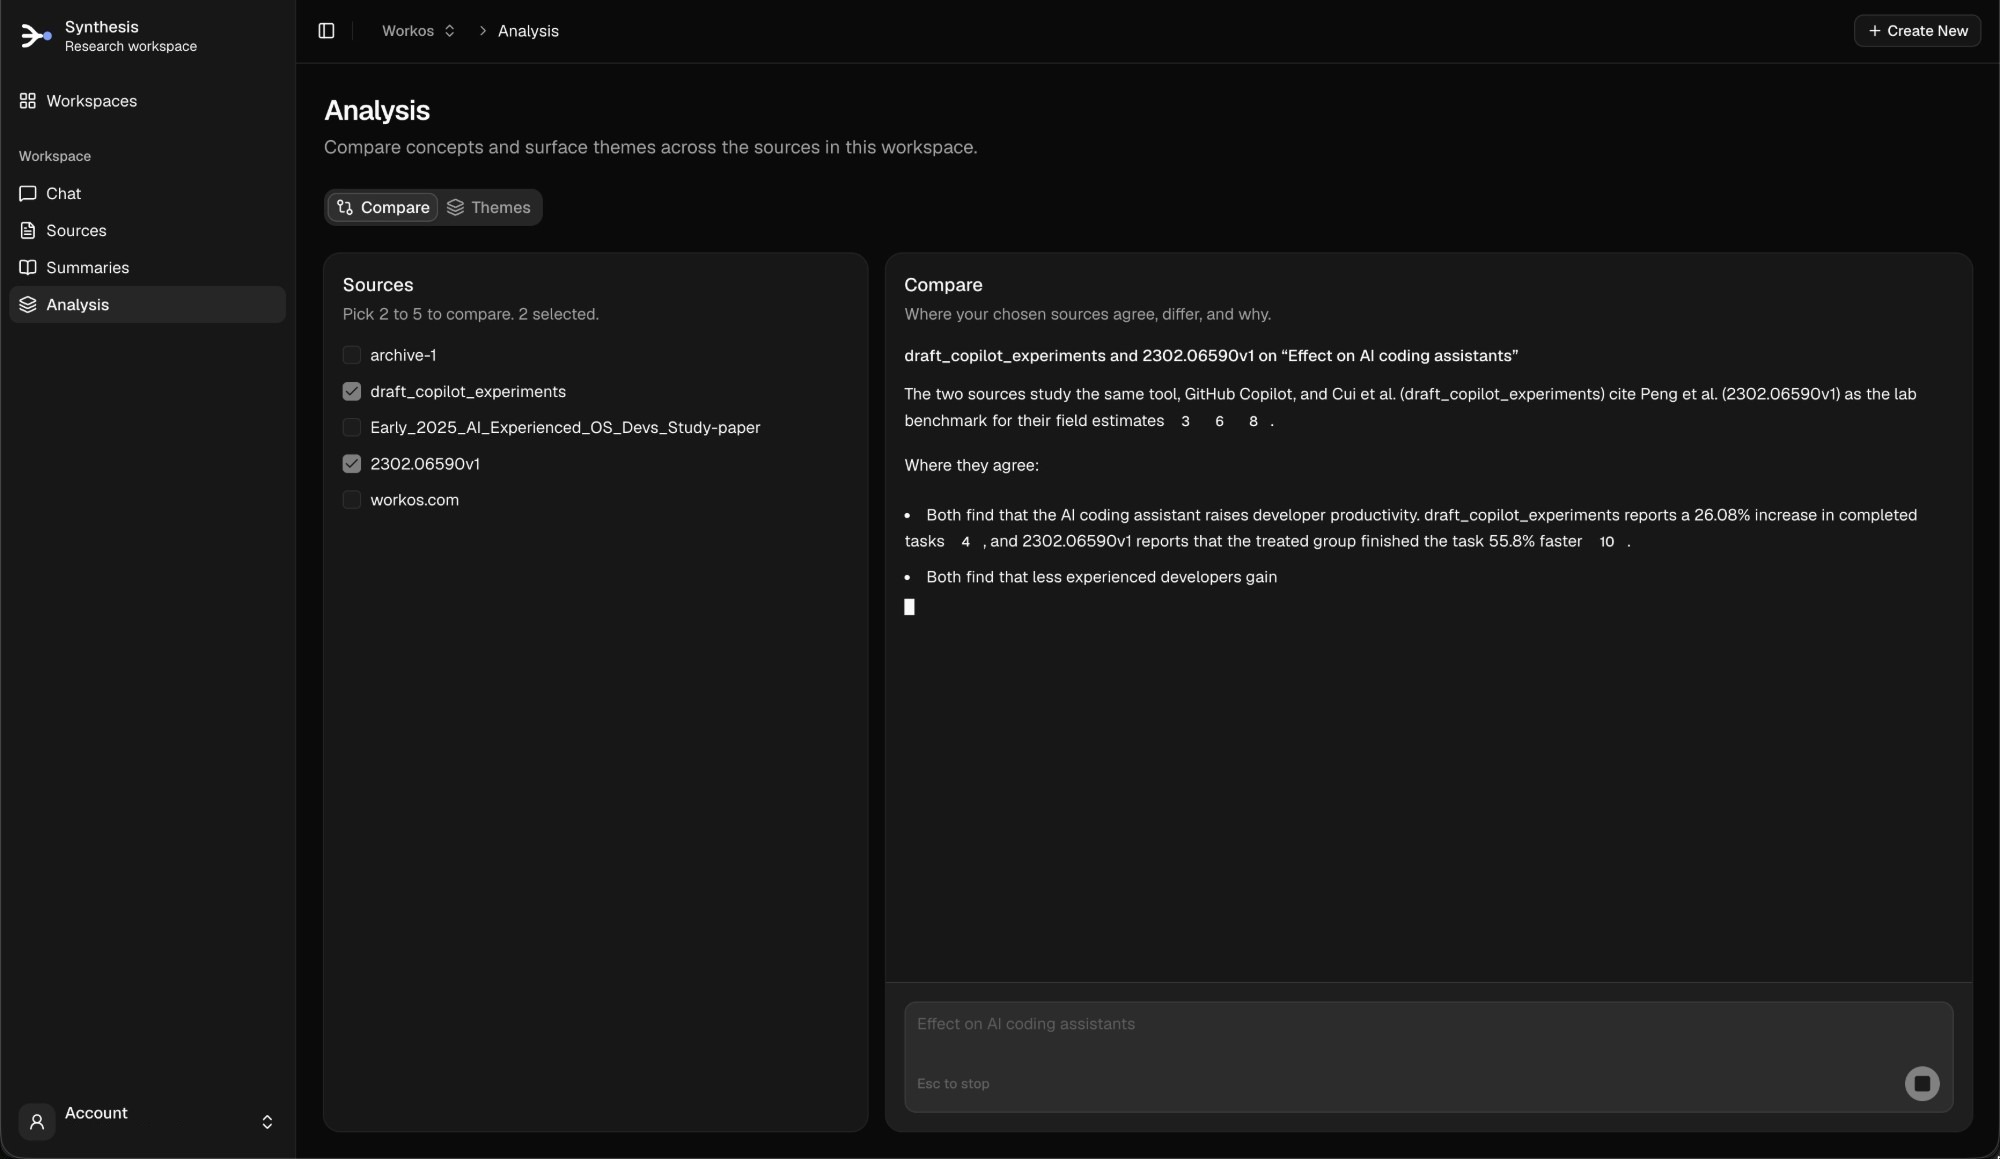 Synthesis
Research workspace
Workspaces
Workspace
Chat
Sources
Summaries
Analysis
Account
Workos
Analysis
Create New
Analysis
Compare concepts and surface themes across the sources in this workspace.
Compare
Themes
Sources
Pick 2 to 5 to compare. 2 selected.
archive-1
draft_copilot_experiments
Early_2025_AI_Experienced_OS_Devs_Study-paper
2302.06590v1
workos.com
Compare
Where your chosen sources agree, differ, and why.
draft_copilot_experiments and 2302.06590v1 on “Effect on AI coding assistants”
The two sources study the same tool, GitHub Copilot, and Cui et al. (draft_copilot_experiments) cite Peng et al. (2302.06590v1) as the lab
benchmark for their field estimates 3 6 8 .
Where they agree:
• Both find that the AI coding assistant raises developer productivity. draft_copilot_experiments reports a 26.08% increase in completed
tasks 4 , and 2302.06590v1 reports that the treated group finished the task 55.8% faster 10 .
• Both find that less experienced developers gain
Effect on AI coding assistants
Esc to stop